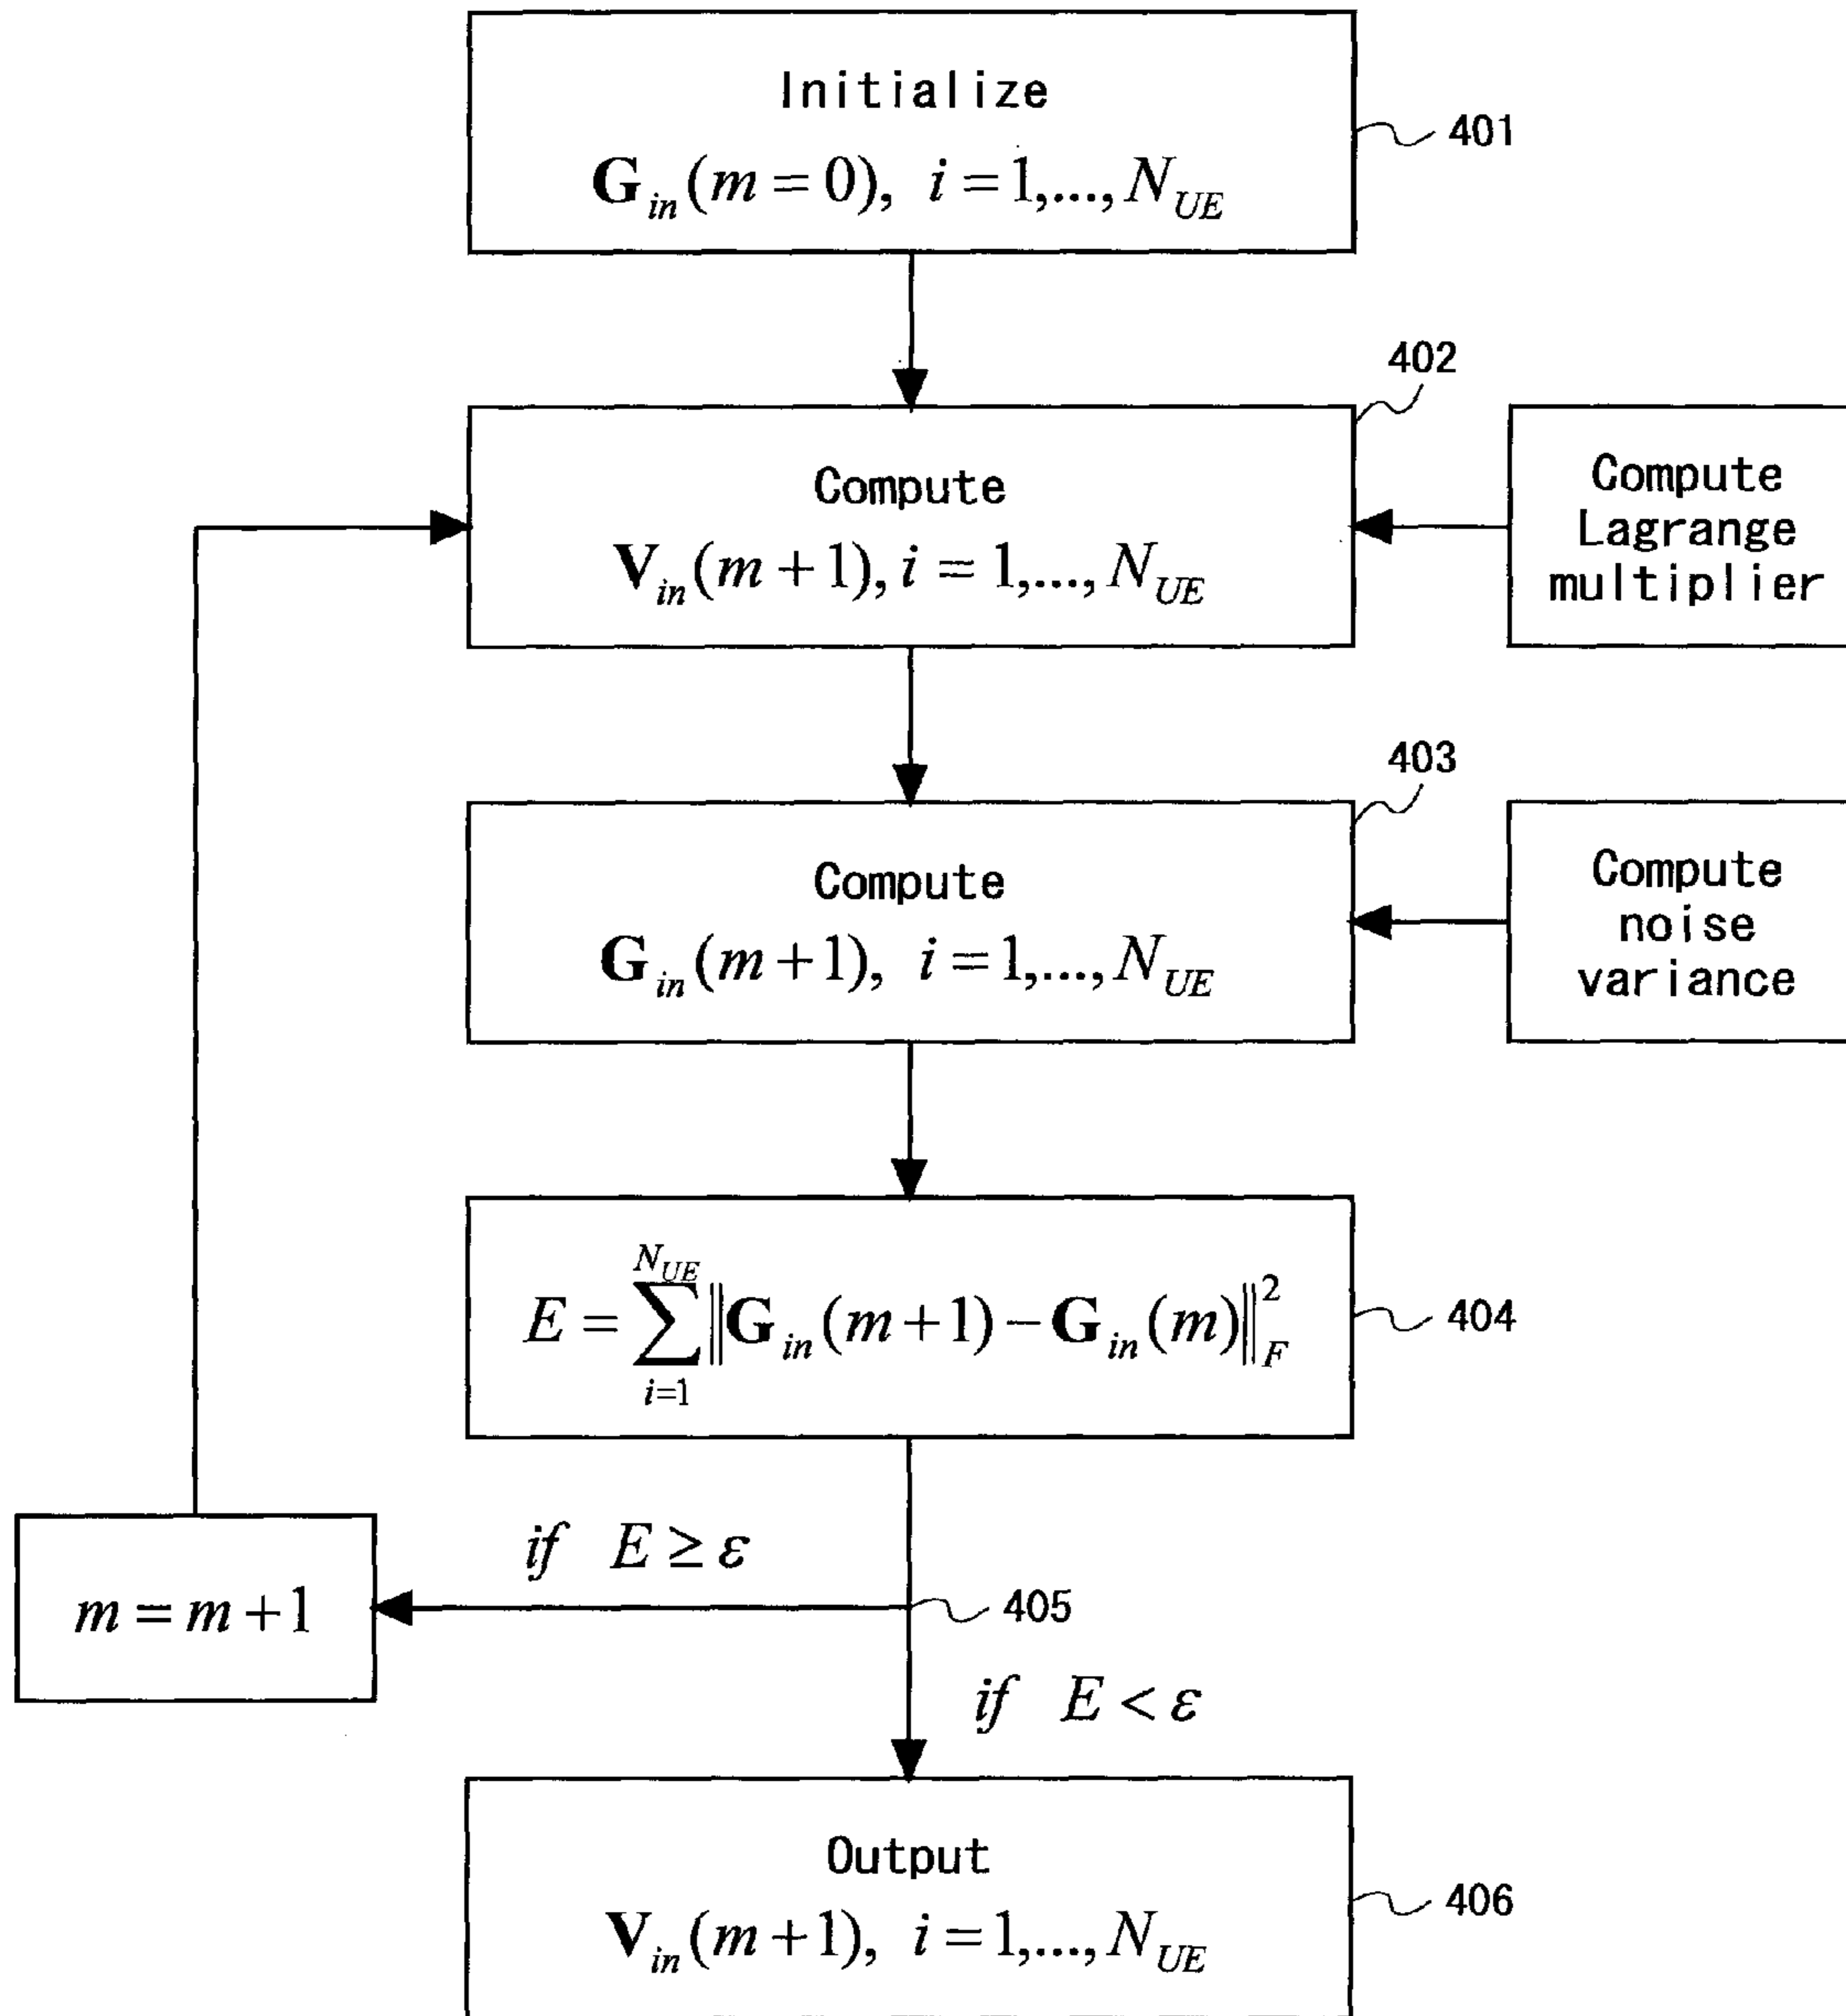 Initialize
G_in(m = 0), i = 1,..., N_UE
401
402
Compute
V_in(m + 1), i = 1,..., N_UE
Compute
Lagrange
multiplier
403
Compute
G_in(m + 1), i = 1,..., N_UE
Compute
noise
variance
E = ∑_{i=1}^{N_UE} ‖G_in(m + 1) − G_in(m)‖_F^2
404
if E ≥ ε
m = m + 1
405
if E < ε
Output
V_in(m + 1), i = 1,..., N_UE
406